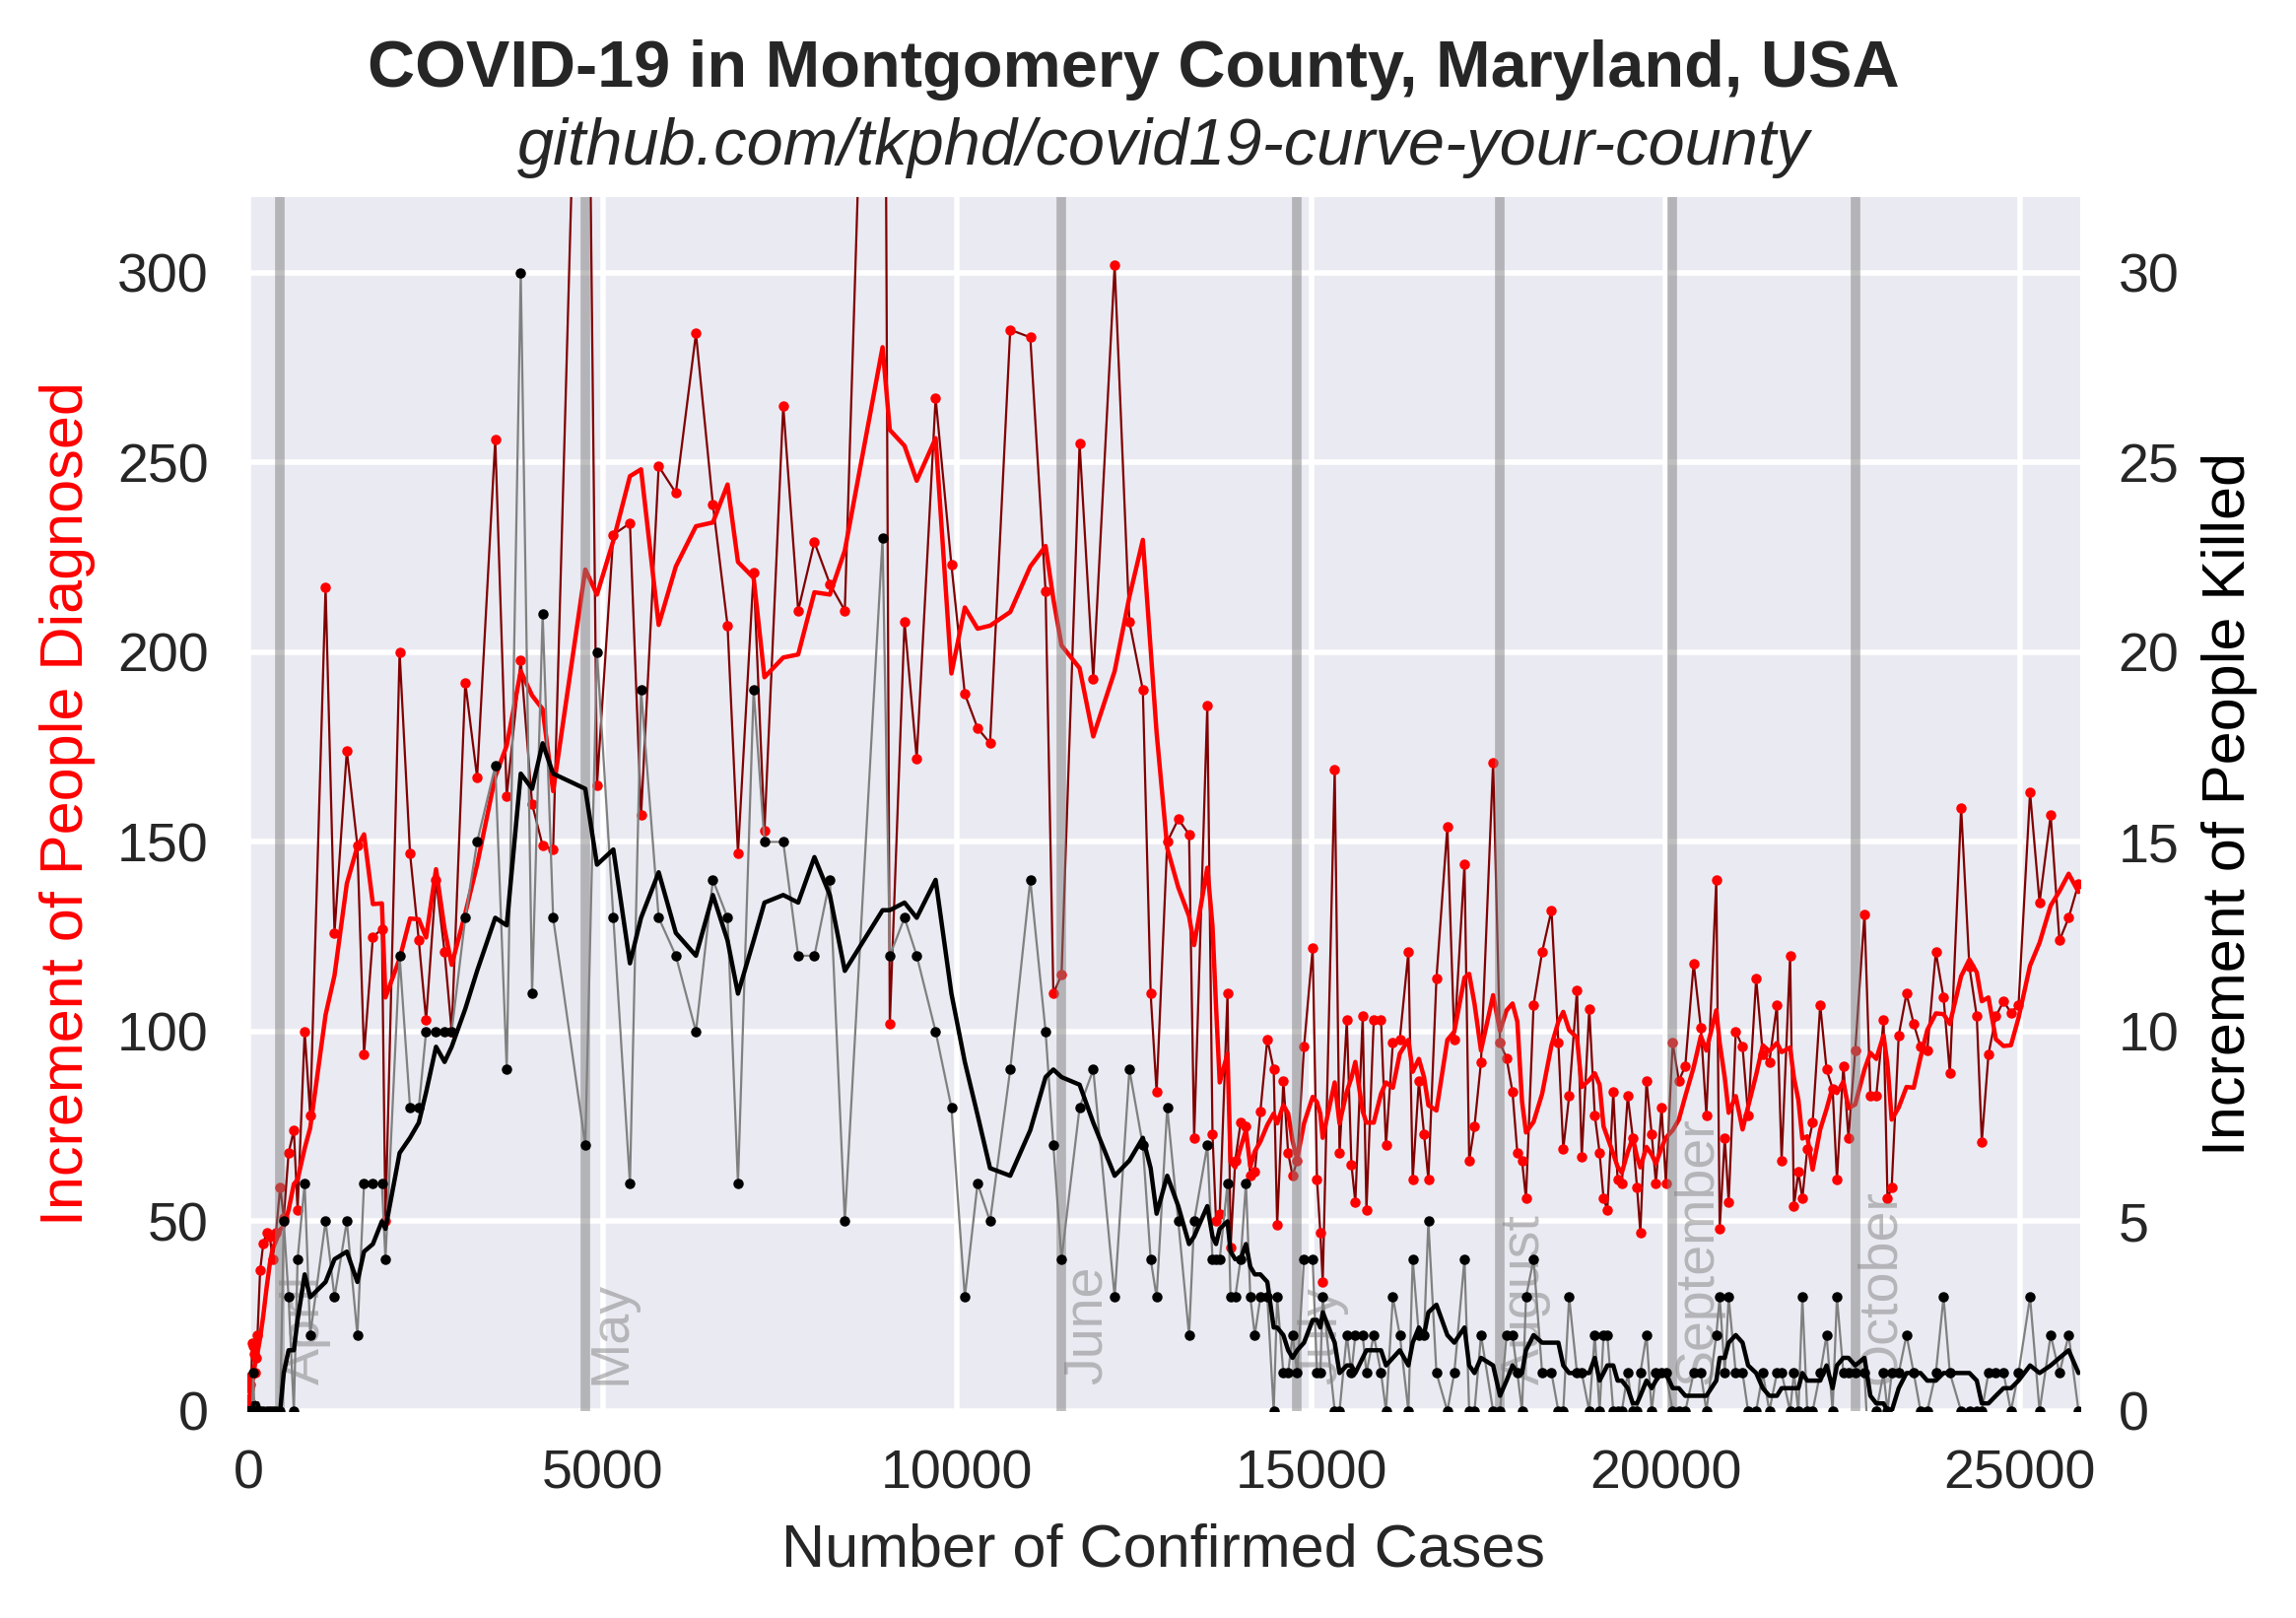 COVID-19 in Montgomery County, Maryland, USA
github.com/tkphd/covid19-curve-your-county
Increment of People Diagnosed
300
250
200
150
100
50
0
30
25
20
15
10
5
0
Increment of People Killed
April
May
June
July
August
September
October
0 5000 10000 15000 20000 25000
Number of Confirmed Cases